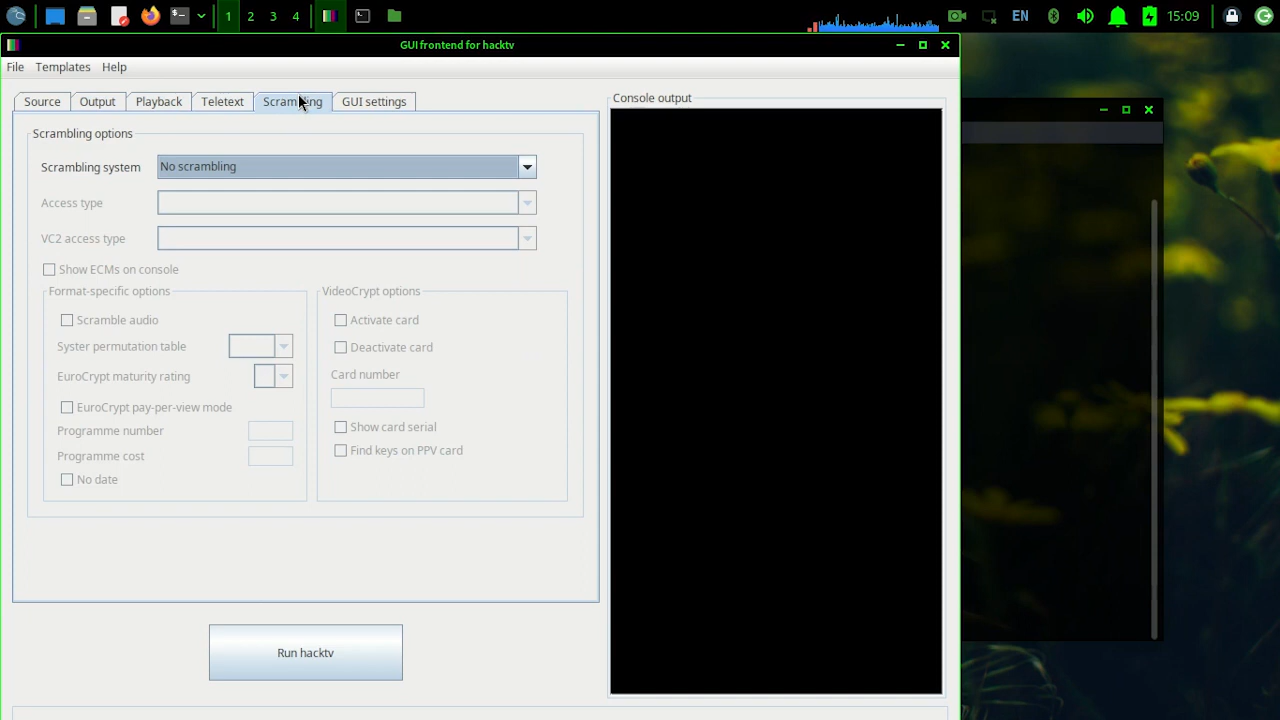 1 2 3 4 EN 15:09
GUI frontend for hacktv
File Templates Help
Source Output Playback Teletext Scrambling GUI settings
Console output
Scrambling options
Scrambling system No scrambling
Access type
VC2 access type
Show ECMs on console
Format-specific options VideoCrypt options
Scramble audio Activate card
Syster permutation table Deactivate card
EuroCrypt maturity rating Card number
EuroCrypt pay-per-view mode
Programme number Show card serial
Programme cost Find keys on PPV card
No date
Run hacktv